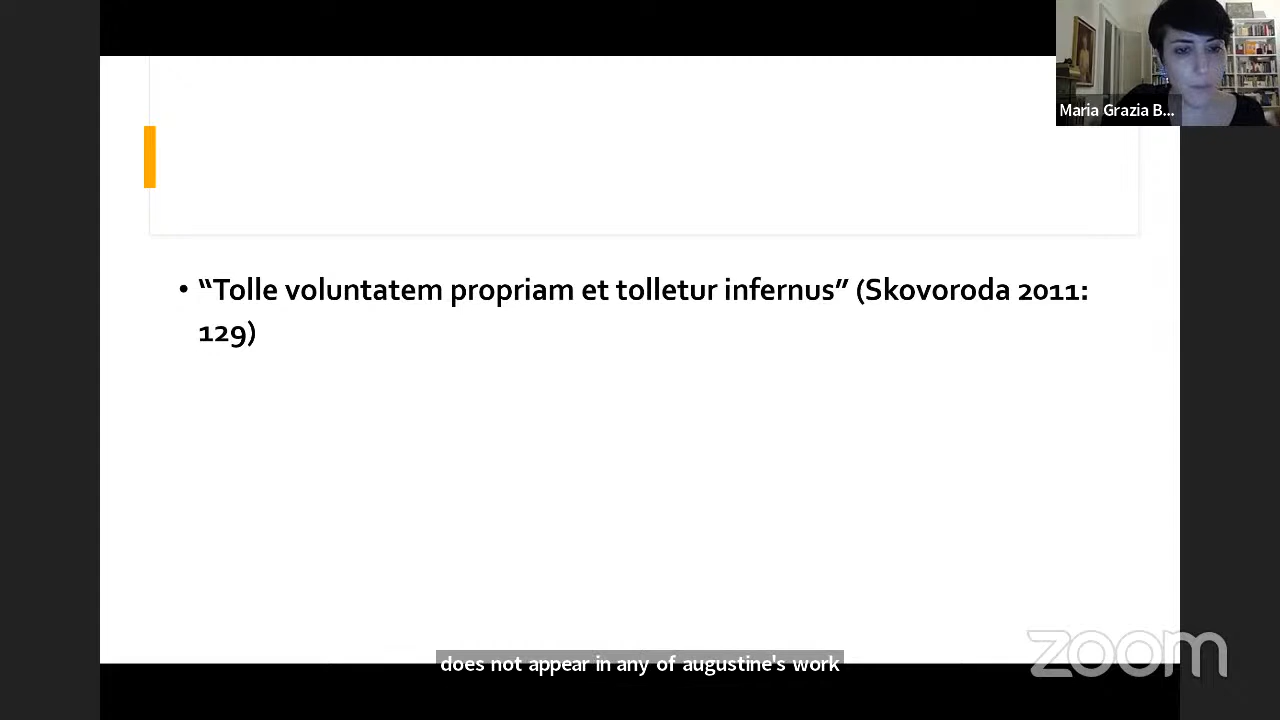 Maria Grazia B...
• “Tolle voluntatem propriam et tolletur infernus” (Skovoroda 2011:
129)
does not appear in any of augustine's work
zoom